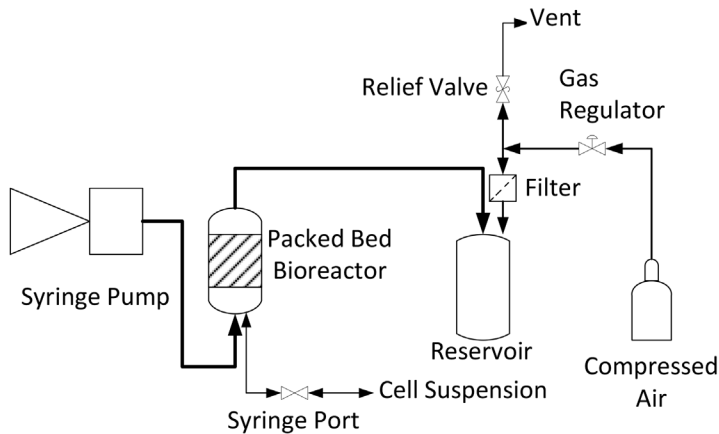 Vent
Relief Valve
Gas
Regulator
Filter
Packed Bed
Bioreactor
Syringe Pump
Reservoir
Compressed
Air
Cell Suspension
Syringe Port